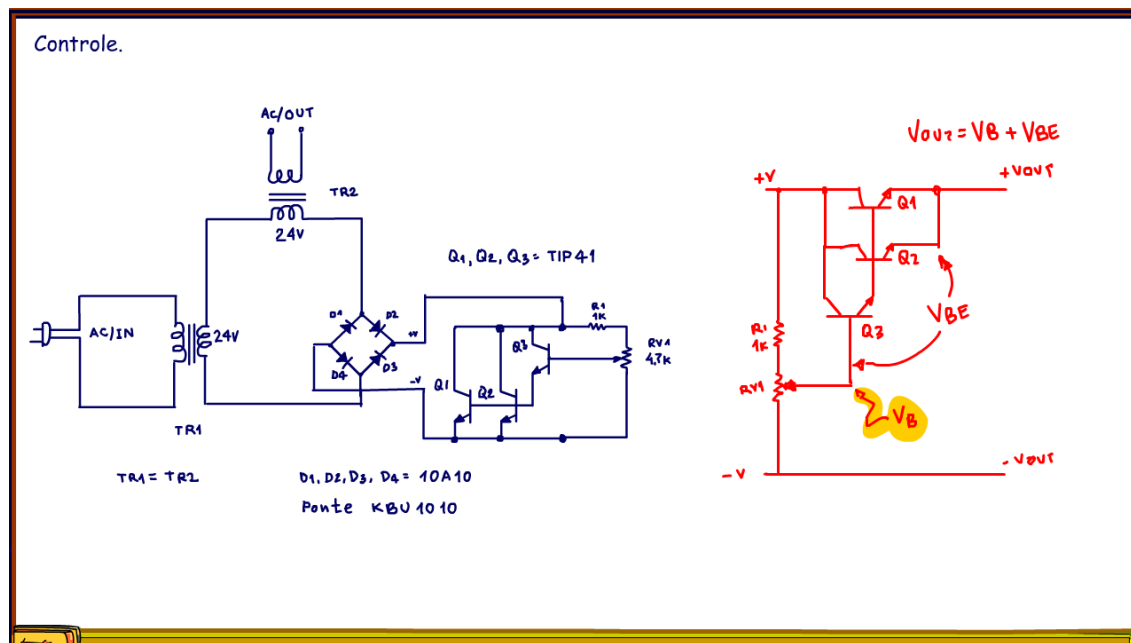 Controle.
AC/OUT
TR2
24V
AC/IN
24V
TR1
TR1 = TR2
D1
D2
D4
D3
+V
-V
D1, D2, D3, D4 = 10A10
Ponte KBU 1010
Q1, Q2, Q3 = TIP41
R1
1K
Q3
RV1
4,7K
Q1
Q2
VOUT = VB + VBE
+V
+VOUT
Q1
Q2
VBE
Q3
R1
1K
RV1
VB
-V
-VOUT